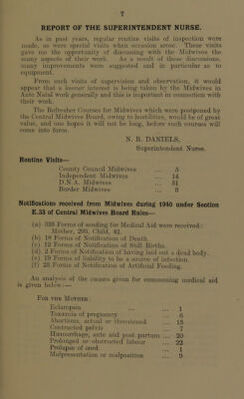 7
REPORT OF THE SUPERINTENDENT NURSE.
As in past years, regular routine visits of inspection were
made, as were special visits when occasion arose. These visits
gave me the opportunity of discussing with the Midwives the
many aspects of their work. As a result of these discussions,
many improvements were suggested and in particular as to
equipment.
From such visits of supervision and observation, it would
appear that a keener interest is being taken by the Midwives in
Ante Natal work generally and this is important in connection with
their work.
The Refresher Courses for Midwives which were postponed by
the Central Midwives Board, owing to hostilities, would be of great
value, and one hopes it will not be long, before such courses will
come into force.
N. B. DANIELS,
Superintendent Nurse.
Routine Visits—
County Council Midwives ... 5
Independent Midwives ... 14
D.N.A. Midwives ... 51
Border Midwives ... 8
Notifications received from Midwives during 1940 under Section
E.33 of Central Midwives Board Rules—
(a) Forms of sending for Medical Aid were received:
Mother, Child, 42.
(b) Forms of Notification of Death.
(c) 12 Forms of Notification of Still Births.
(d) 2 Forms of Notification of having laid out a dead body.
(e) 19 Forms of liability to be a source of infection.
(f) 25 Forms of Notification of Artificial Feeding.
An analysis of the causes given for summoning medical aid
is given below:—
For the Mother:
Eclampsia ... 1
Toxæmia of pregnancy ... 6
Abortions, actual or threatened ... 13
Contracted pelvis ... 7
Hæmorrhage, ante and post partum ... 20
Prolonged or obstructed labour ... 22
Prolapse of cord ... 1
Malpresentation or malposition ... 9